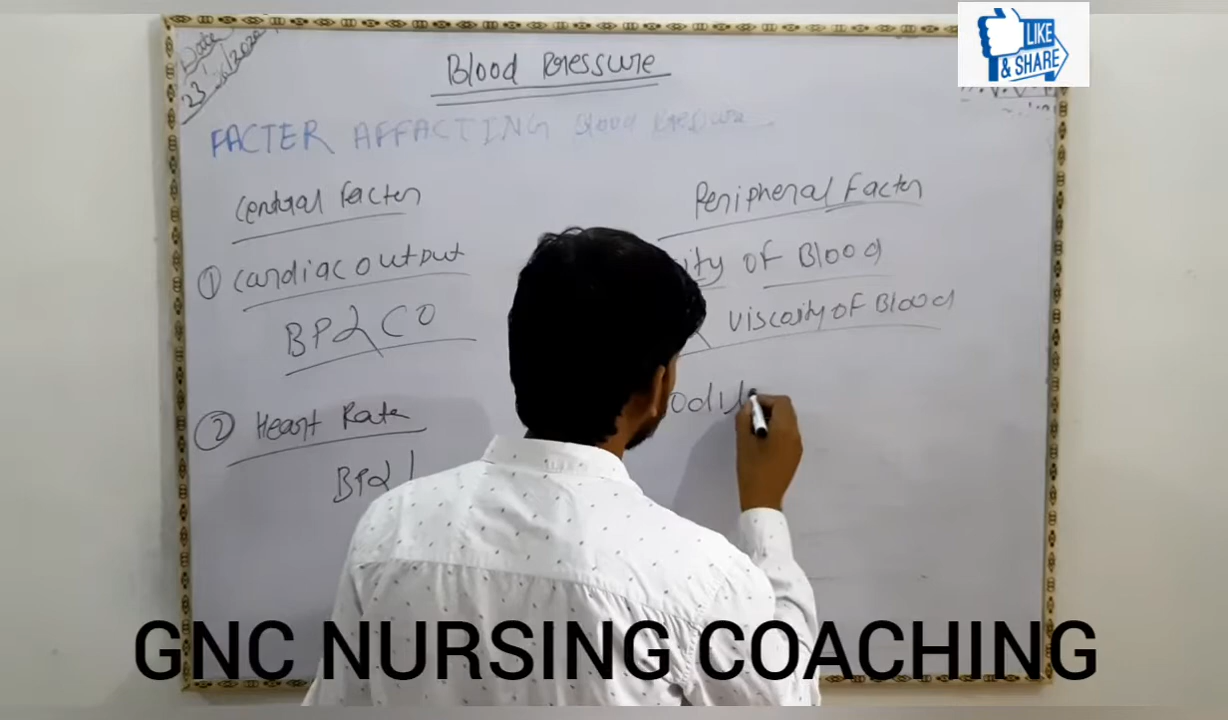 LIKE
& SHARE
Date
Blood Pressure
FACTER AFFACTING Blood Pressure
Central Facter
Peripheral Facter
① Cardiac output
ity of Blood
BP α CO
viscosity of Blood
② Heart Rate
BP α
GNC NURSING COACHING